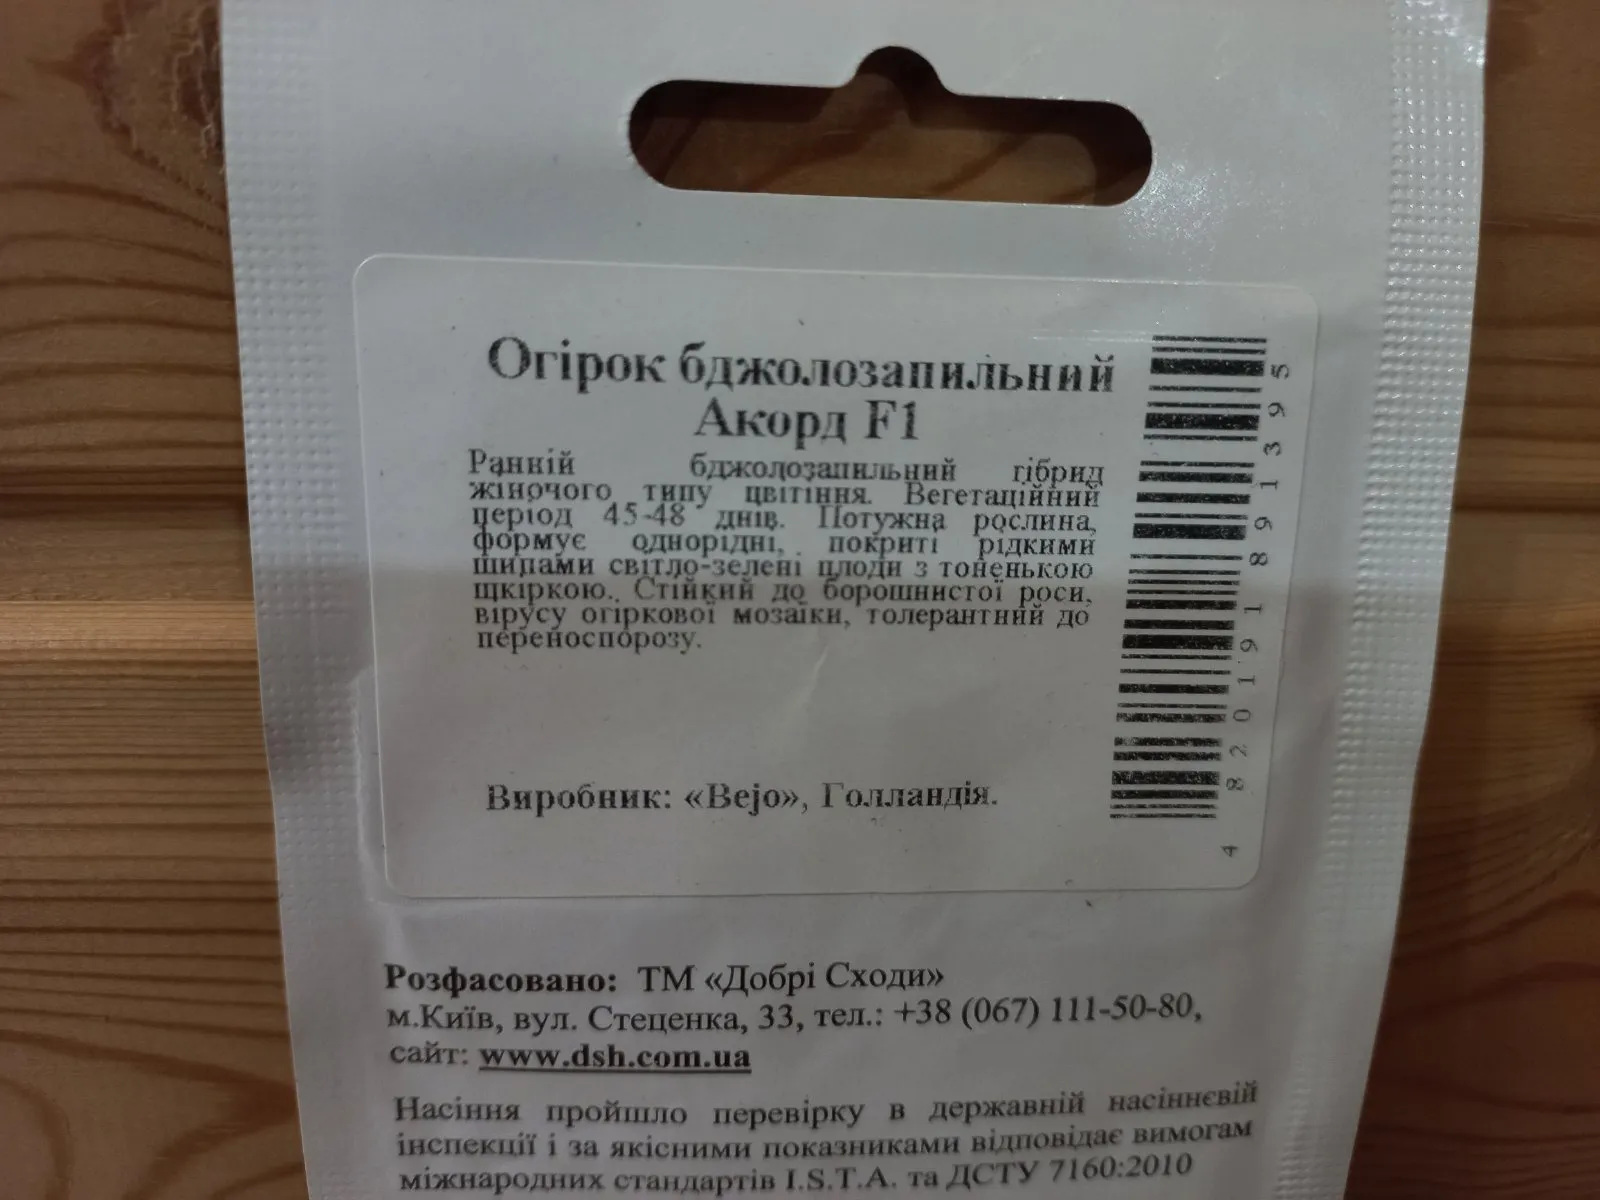 Огірок бджолозапильний
Акорд F1
Ранній бджолозапильний гібрид
жіночого типу цвітіння. Вегетаційний
період 45-48 днів. Потужна рослина,
формує однорідні, покриті рідкими
шипами світло-зелені плоди з тоненькою
шкіркою.. Стійкий до борошнистої роси,
вірусу огіркової мозаїки, толерантний до
переноспорозу.
Виробник: «Bejo», Голландія.
4 820191891395
Розфасовано: ТМ «Добрі Сходи»
м.Київ, вул. Стеценка, 33, тел.: +38 (067) 111-50-80,
сайт: www.dsh.com.ua
Насіння пройшло перевірку в державній насіннєвій
інспекції і за якісними показниками відповідає вимогам
міжнародних стандартів I.S.T.A. та ДСТУ 7160:2010